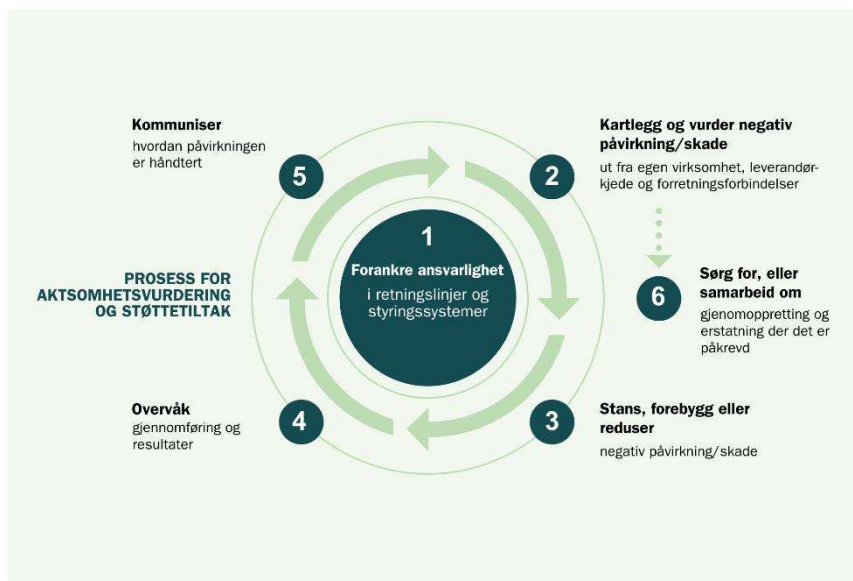 PROSESS FOR
AKTSOMHETSVURDERING
OG STØTTETILTAK
1
Forankre ansvarlighet
i retningslinjer og
styringssystemer
2
Kartlegg og vurder negativ
påvirkning/skade
ut fra egen virksomhet, leverandør-
kjede og forretningsforbindelser
3
Stans, forebygg eller
reduser
negativ påvirkning/skade
4
Overvåk
gjennomføring og
resultater
5
Kommuniser
hvordan påvirkningen
er håndtert
6
Sørg for, eller
samarbeid om
gjenomoppretting og
erstatning der det er
påkrevd